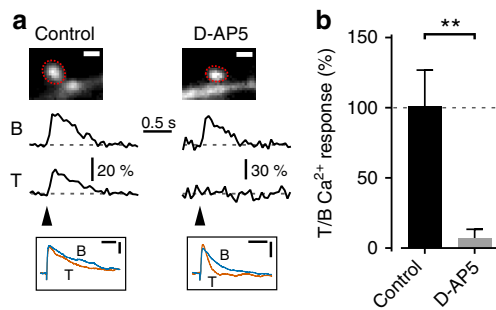 a
Control
D-AP5
B
0.5 s
T
20 %
30 %
B
T
B
T
b
**
T/B Ca²⁺ response (%)
150
100
50
0
Control
D-AP5